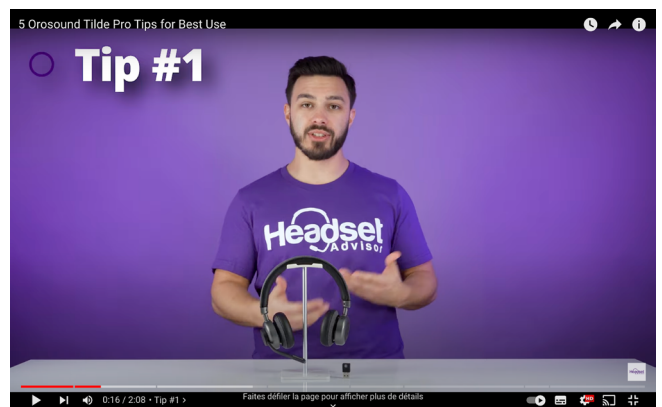 5 Orosound Tilde Pro Tips for Best Use
Tip #1
Headset
Advisor
0:16 / 2:08 • Tip #1 >
Faites défiler la page pour afficher plus de détails
HD